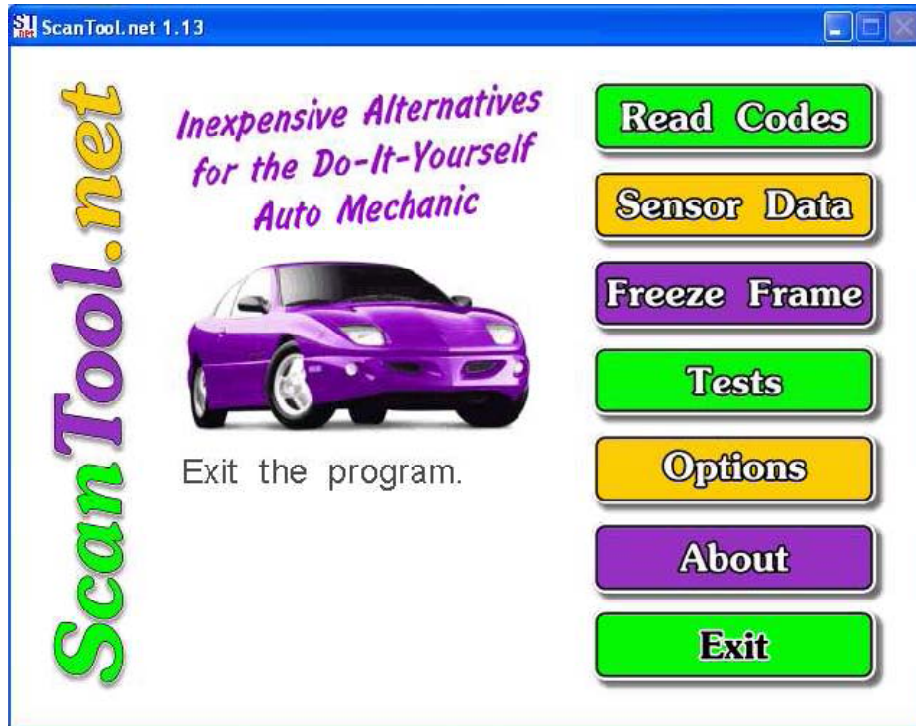 ScanTool.net 1.13
ScanTool.net
Inexpensive Alternatives
for the Do-It-Yourself
Auto Mechanic
Exit the program.
Read Codes
Sensor Data
Freeze Frame
Tests
Options
About
Exit